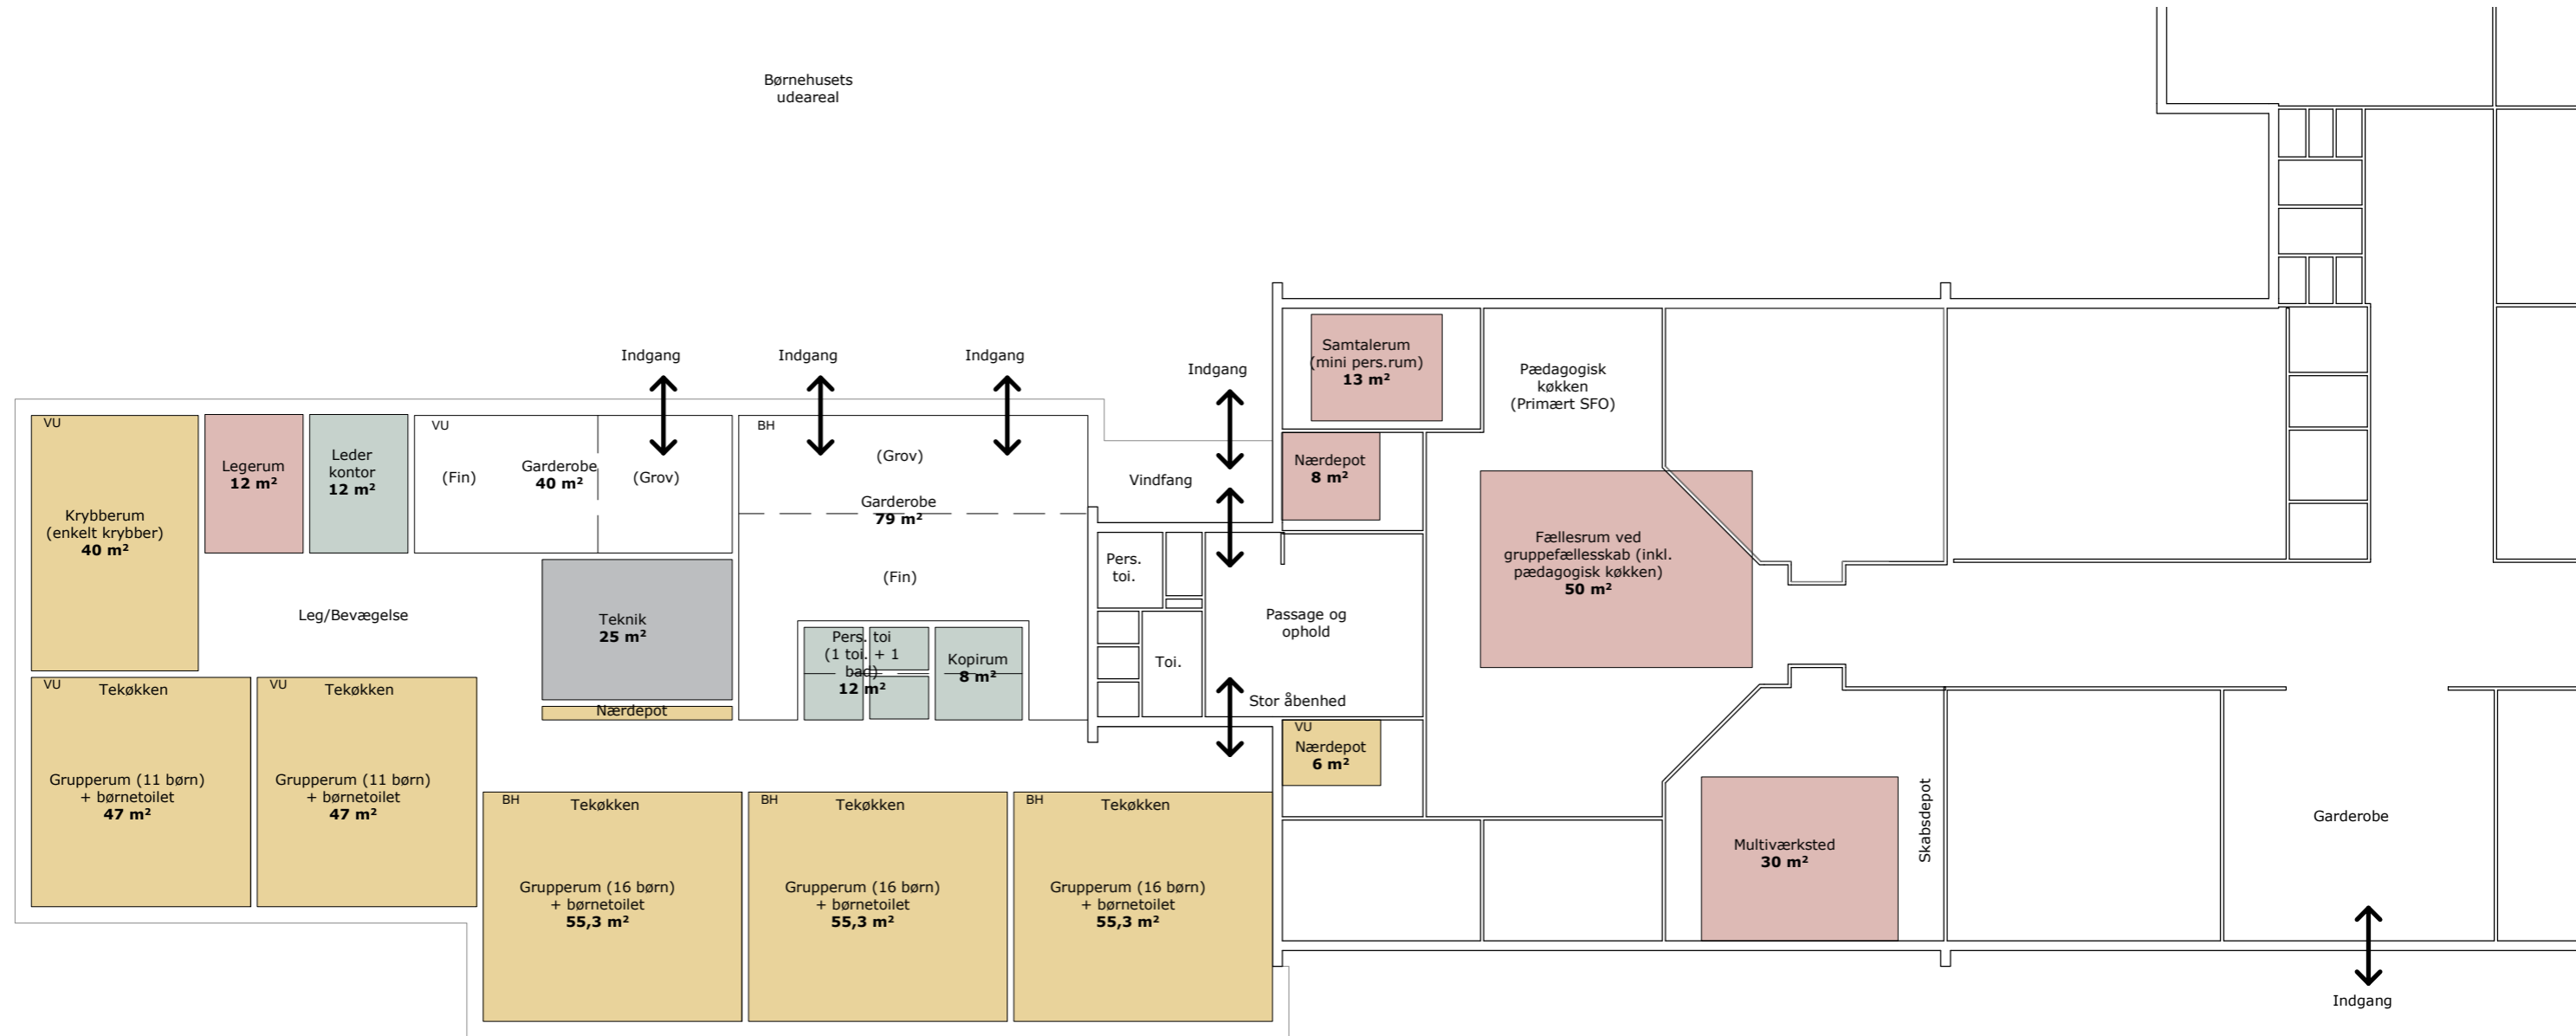 Børnehusets
udeareal
Indgang
Indgang
Indgang
Indgang
VU
Krybberum
(enkelt krybber)
40 m²
Legerum
12 m²
Leder
kontor
12 m²
VU
(Fin)
Garderobe
40 m²
(Grov)
BH
(Grov)
Garderobe
79 m²
(Fin)
Vindfang
Samtalerum
(mini pers.rum)
13 m²
Pædagogisk
køkken
(Primært SFO)
Nærdepot
8 m²
Fællesrum ved
gruppefællesskab (inkl.
pædagogisk køkken)
50 m²
Leg/Bevægelse
Teknik
25 m²
Nærdepot
Pers. toi
(1 toi. + 1
bad)
12 m²
Kopirum
8 m²
Pers.
toi.
Toi.
Passage og
ophold
Stor åbenhed
VU
Nærdepot
6 m²
VU
Tekøkken
Grupperum (11 børn)
+ børnetoilet
47 m²
VU
Tekøkken
Grupperum (11 børn)
+ børnetoilet
47 m²
BH
Tekøkken
Grupperum (16 børn)
+ børnetoilet
55,3 m²
BH
Tekøkken
Grupperum (16 børn)
+ børnetoilet
55,3 m²
BH
Tekøkken
Grupperum (16 børn)
+ børnetoilet
55,3 m²
Multiværksted
30 m²
Skabsdepot
Garderobe
Indgang